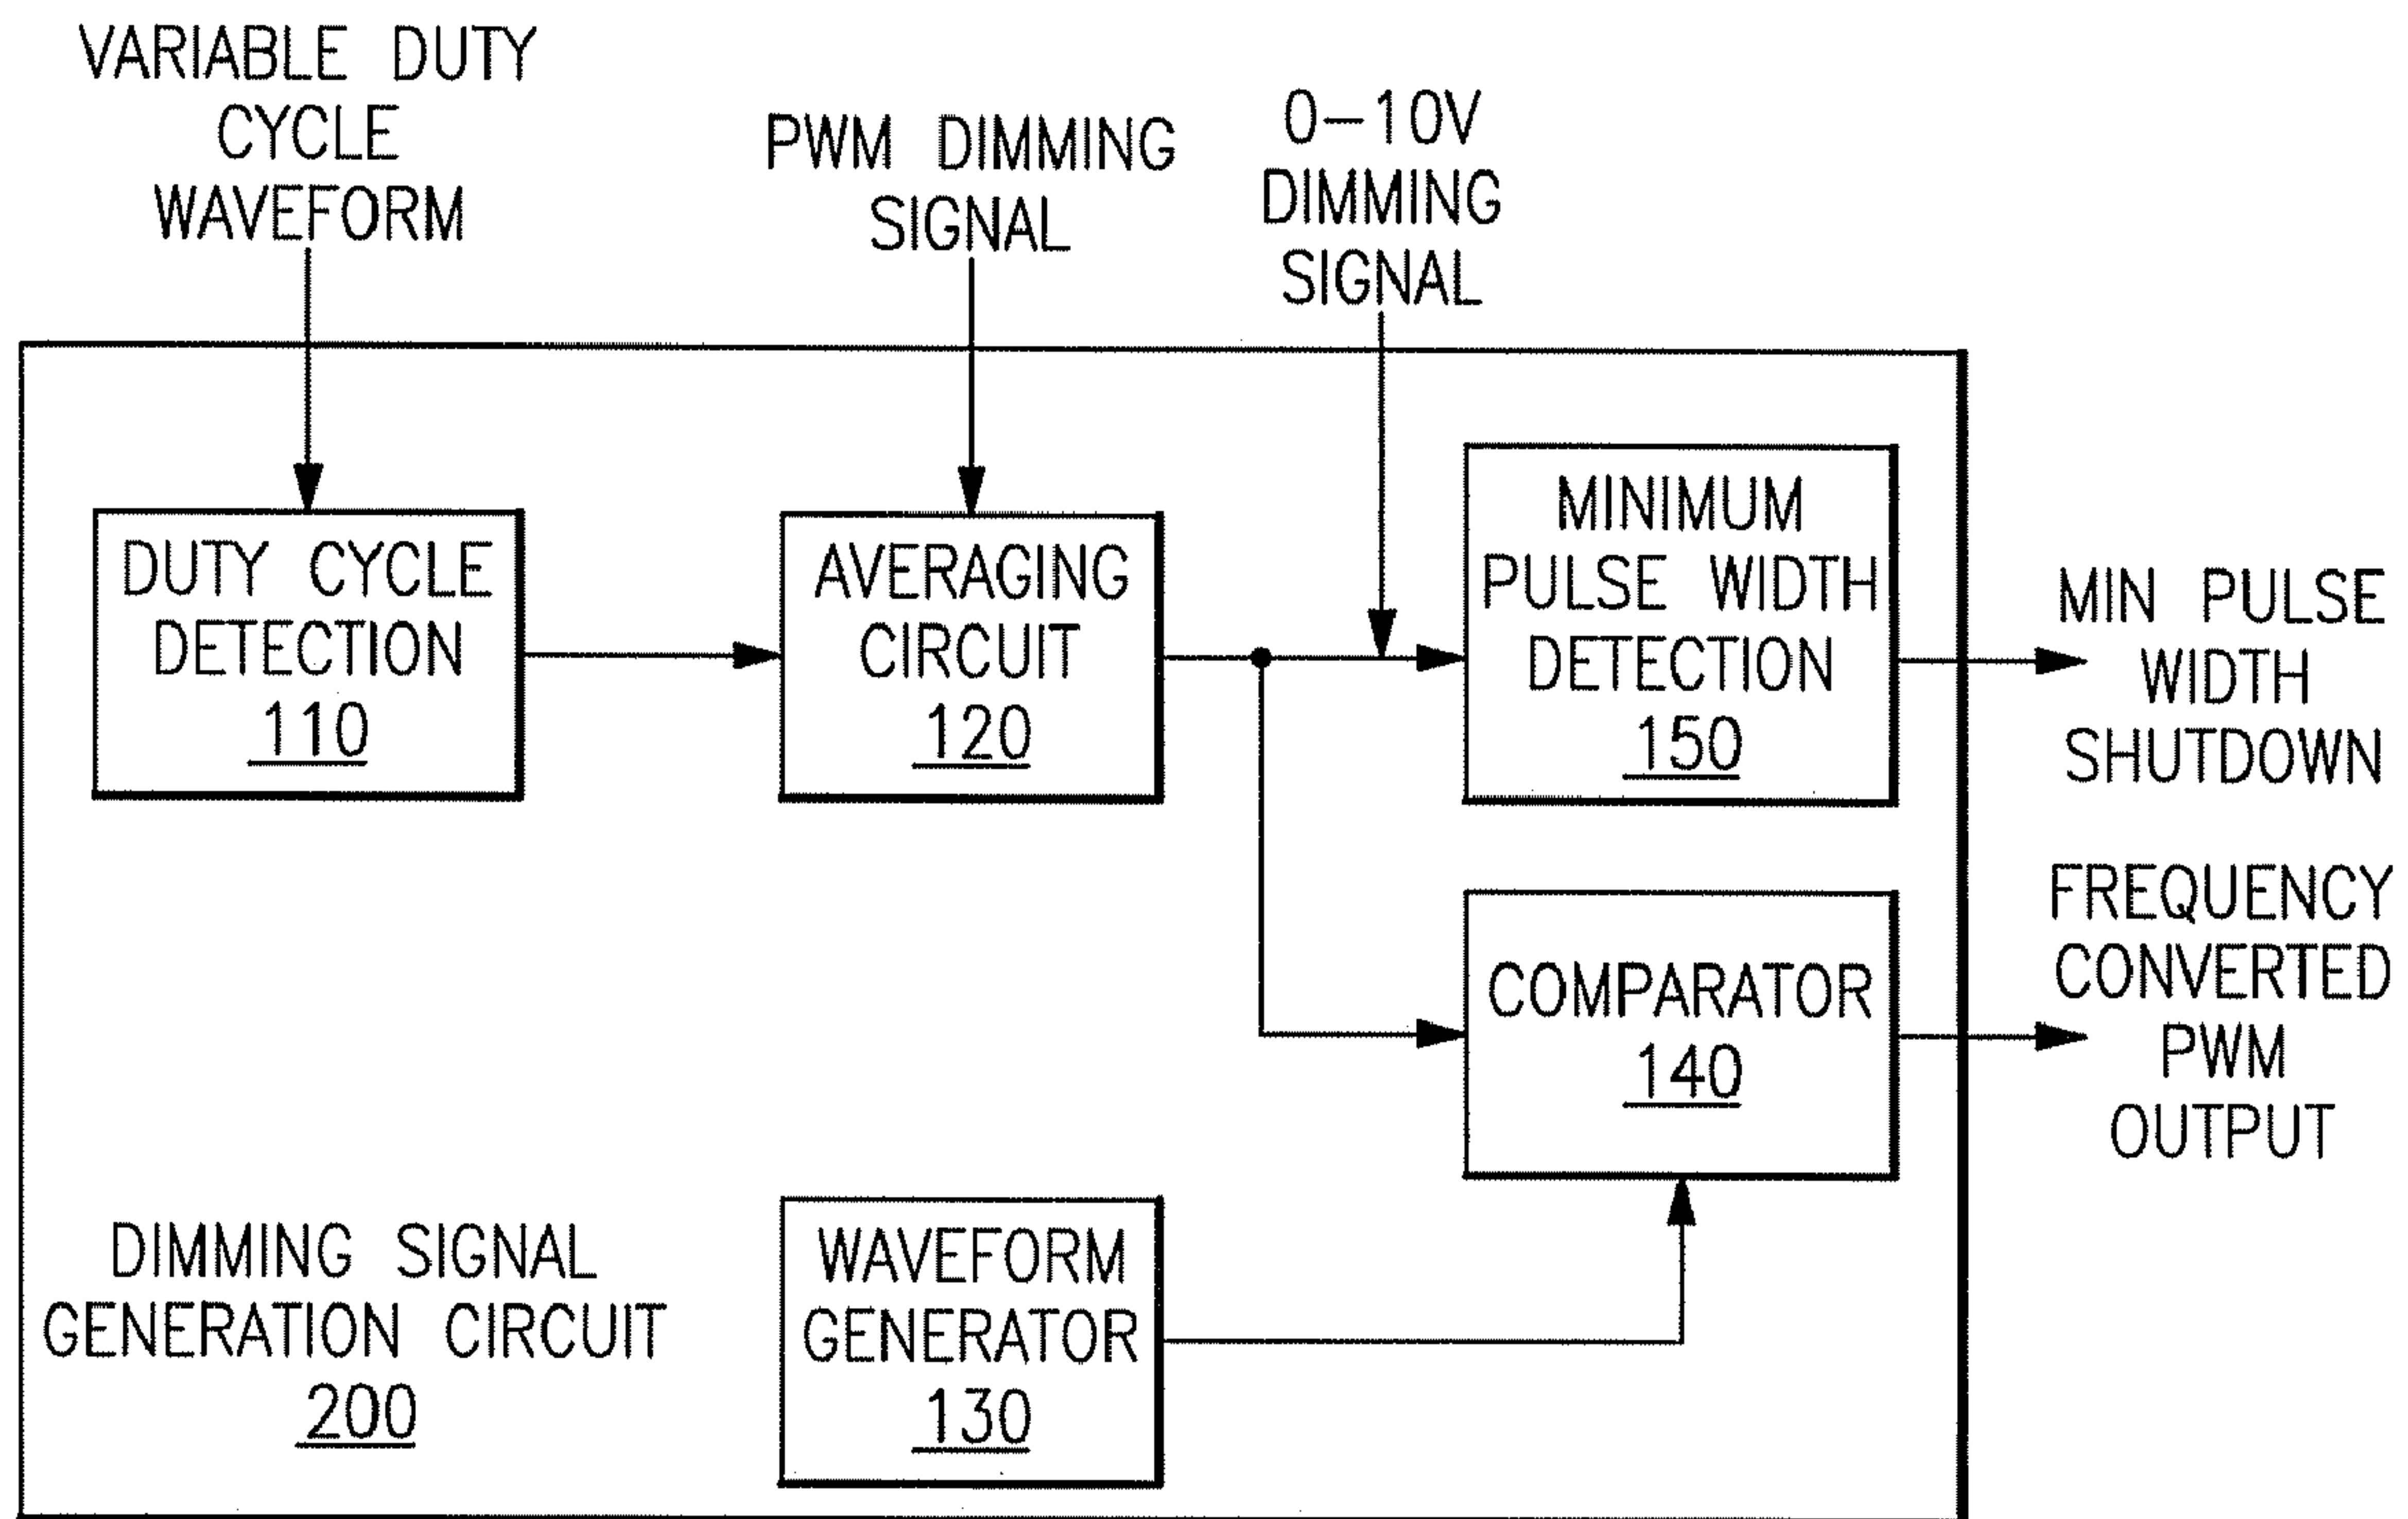 VARIABLE DUTY
CYCLE
WAVEFORM
PWM DIMMING
SIGNAL
0-10V
DIMMING
SIGNAL
DUTY CYCLE
DETECTION
110
AVERAGING
CIRCUIT
120
MINIMUM
PULSE WIDTH
DETECTION
150
MIN PULSE
WIDTH
SHUTDOWN
COMPARATOR
140
FREQUENCY
CONVERTED
PWM
OUTPUT
DIMMING SIGNAL
GENERATION CIRCUIT
200
WAVEFORM
GENERATOR
130